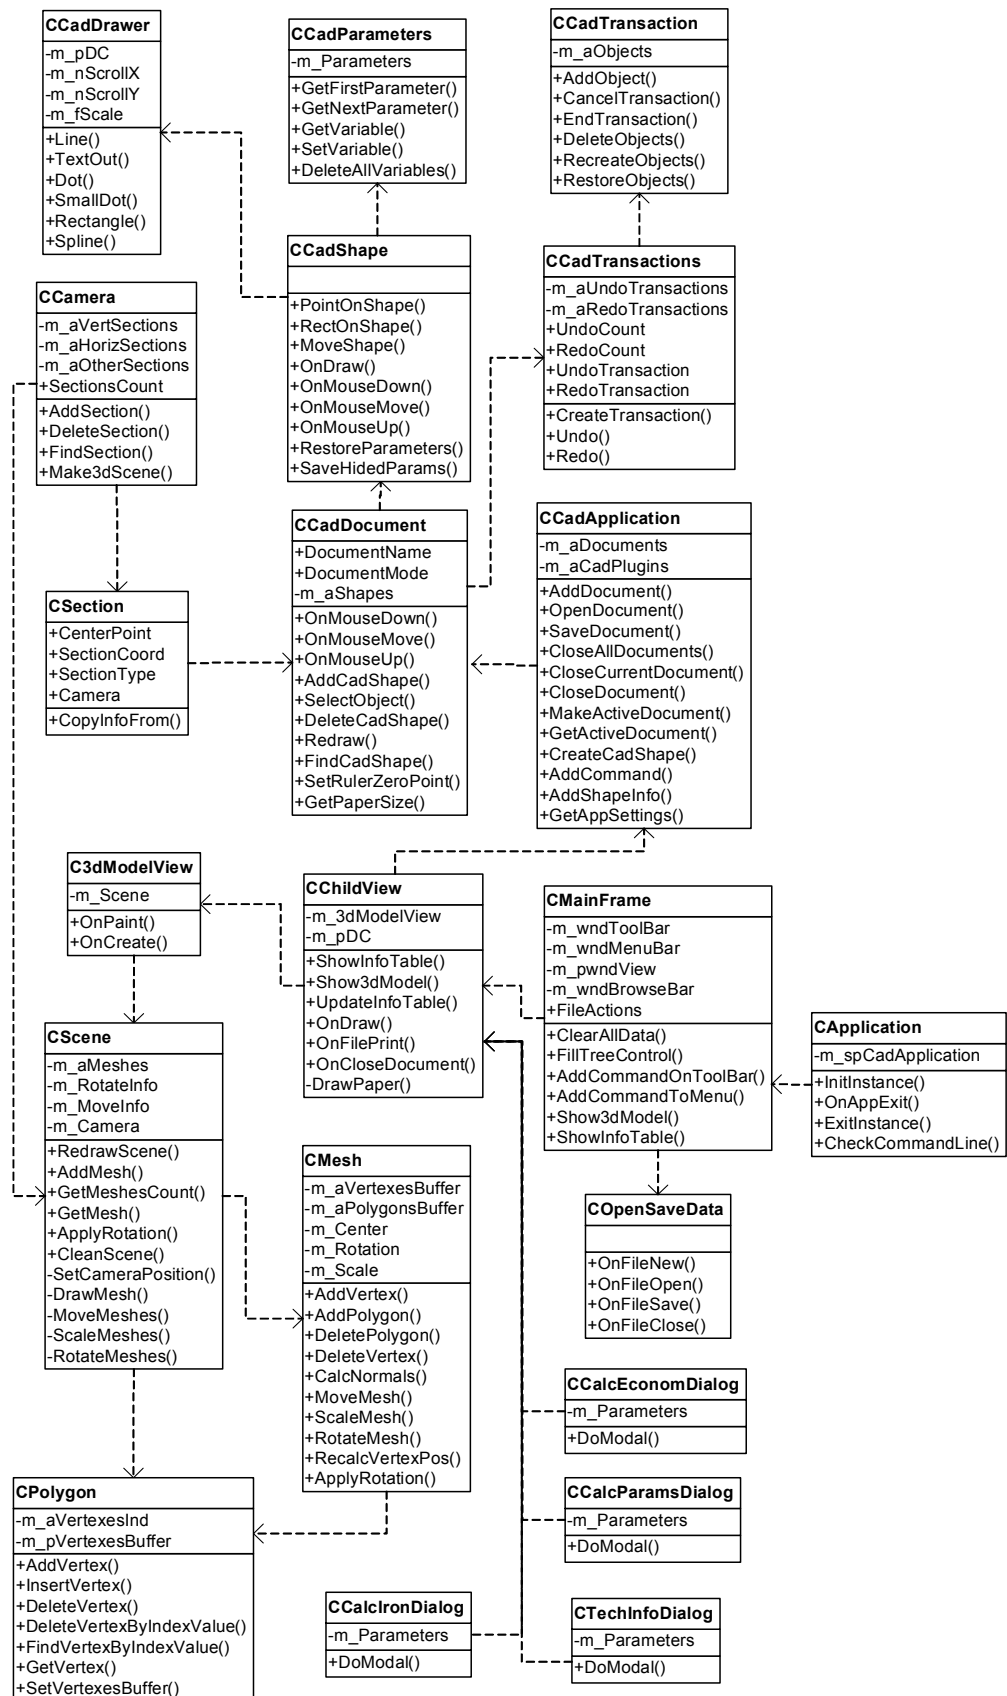 CCadDrawer
-m_pDC
-m_nScrollX
-m_nScrollY
-m_fScale
+Line()
+TextOut()
+Dot()
+SmallDot()
+Rectangle()
+Spline()
CCadParameters
-m_Parameters
+GetFirstParameter()
+GetNextParameter()
+GetVariable()
+SetVariable()
+DeleteAllVariables()
CCadTransaction
-m_aObjects
+AddObject()
+CancelTransaction()
+EndTransaction()
+DeleteObjects()
+RecreateObjects()
+RestoreObjects()
CCamera
-m_aVertSections
-m_aHorizSections
-m_aOtherSections
+SectionsCount
+AddSection()
+DeleteSection()
+FindSection()
+Make3dScene()
CCadShape
+PointOnShape()
+RectOnShape()
+MoveShape()
+OnDraw()
+OnMouseDown()
+OnMouseMove()
+OnMouseUp()
+RestoreParameters()
+SaveHidedParams()
CCadTransactions
-m_aUndoTransactions
-m_aRedoTransactions
+UndoCount
+RedoCount
+UndoTransaction
+RedoTransaction
+CreateTransaction()
+Undo()
+Redo()
CSection
+CenterPoint
+SectionCoord
+SectionType
+Camera
+CopyInfoFrom()
CCadDocument
+DocumentName
+DocumentMode
-m_aShapes
+OnMouseDown()
+OnMouseMove()
+OnMouseUp()
+AddCadShape()
+SelectObject()
+DeleteCadShape()
+Redraw()
+FindCadShape()
+SetRulerZeroPoint()
+GetPaperSize()
CCadApplication
-m_aDocuments
-m_aCadPlugins
+AddDocument()
+OpenDocument()
+SaveDocument()
+CloseAllDocuments()
+CloseCurrentDocument()
+CloseDocument()
+MakeActiveDocument()
+GetActiveDocument()
+CreateCadShape()
+AddCommand()
+AddShapeInfo()
+GetAppSettings()
C3dModelView
-m_Scene
+OnPaint()
+OnCreate()
CChildView
-m_3dModelView
-m_pDC
+ShowInfoTable()
+Show3dModel()
+UpdateInfoTable()
+OnDraw()
+OnFilePrint()
+OnCloseDocument()
-DrawPaper()
CMainFrame
-m_wndToolBar
-m_wndMenuBar
-m_pwndView
-m_wndBrowseBar
+FileActions
+ClearAllData()
+FillTreeControl()
+AddCommandOnToolBar()
+AddCommandToMenu()
+Show3dModel()
+ShowInfoTable()
CApplication
-m_spCadApplication
+InitInstance()
+OnAppExit()
+ExitInstance()
+CheckCommandLine()
CScene
-m_aMeshes
-m_RotateInfo
-m_MoveInfo
-m_Camera
+RedrawScene()
+AddMesh()
+GetMeshesCount()
+GetMesh()
+ApplyRotation()
+CleanScene()
-SetCameraPosition()
-DrawMesh()
-MoveMeshes()
-ScaleMeshes()
-RotateMeshes()
CMesh
-m_aVertexesBuffer
-m_aPolygonsBuffer
-m_Center
-m_Rotation
-m_Scale
+AddVertex()
+AddPolygon()
+DeletePolygon()
+DeleteVertex()
+CalcNormals()
+MoveMesh()
+ScaleMesh()
+RotateMesh()
+RecalcVertexPos()
+ApplyRotation()
COpenSaveData
+OnFileNew()
+OnFileOpen()
+OnFileSave()
+OnFileClose()
CCalcEconomDialog
-m_Parameters
+DoModal()
CPolygon
-m_aVertexesInd
-m_pVertexesBuffer
+AddVertex()
+InsertVertex()
+DeleteVertex()
+DeleteVertexByIndexValue()
+FindVertexByIndexValue()
+GetVertex()
+SetVertexesBuffer()
CCalcParamsDialog
-m_Parameters
+DoModal()
CCalcIronDialog
-m_Parameters
+DoModal()
CTechInfoDialog
-m_Parameters
+DoModal()